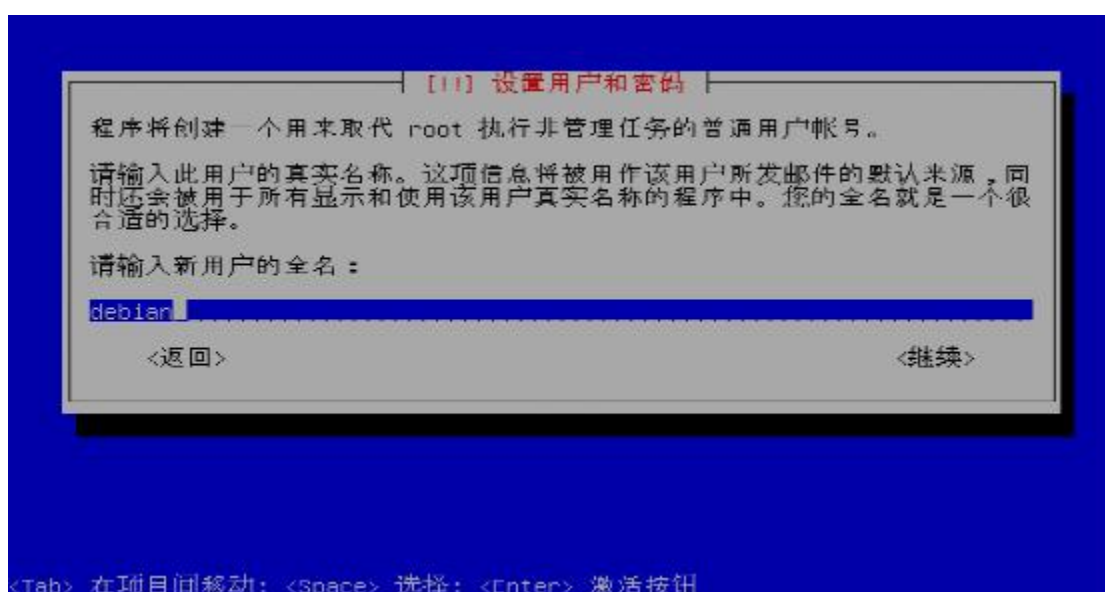 [!!] 设置用户和密码
程序将创建一个用来取代 root 执行非管理任务的普通用户帐号。
请输入此用户的真实名称。这项信息将被用作该用户所发邮件的默认来源,同
时还会被用于所有显示和使用该用户真实名称的程序中。您的全名就是一个很
合适的选择。
请输入新用户的全名:
debian
<返回> <继续>
<Tab> 在项目间移动; <Space> 选择; <Enter> 激活按钮